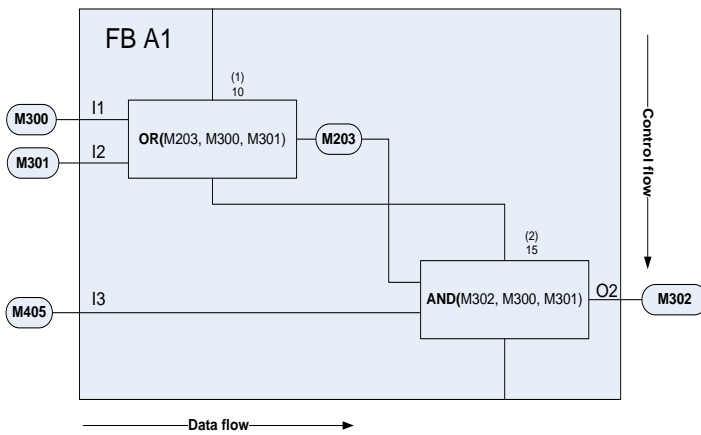 FB A1
(1)
10
M300
I1
OR(M203, M300, M301)
M203
M301
I2
Control flow
(2)
15
M405
I3
AND(M302, M300, M301)
O2
M302
Data flow